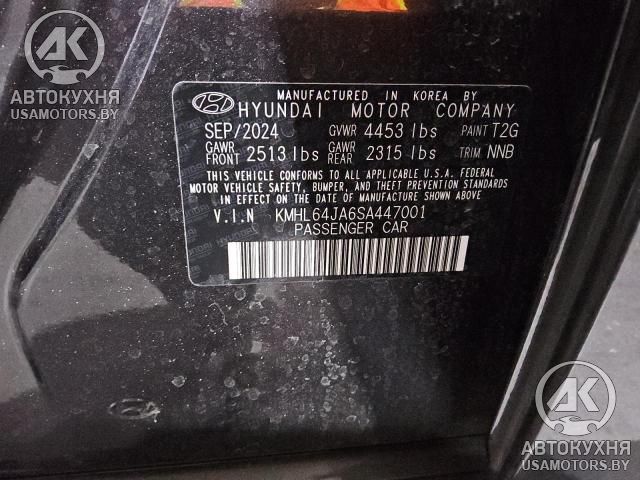 АВТОКУХНЯ
USAMOTORS.BY
MANUFACTURED IN KOREA BY
HYUNDAI MOTOR COMPANY
SEP/2024 GVWR 4453 lbs PAINT T2G
GAWR FRONT 2513 lbs GAWR REAR 2315 lbs TRIM NNB
THIS VEHICLE CONFORMS TO ALL APPLICABLE U.S.A. FEDERAL
MOTOR VEHICLE SAFETY, BUMPER, AND THEFT PREVENTION STANDARDS
IN EFFECT ON THE DATE OF MANUFACTURE SHOWN ABOVE
V.I.N KMHL64JA6SA447001
PASSENGER CAR
АК
АВТОКУХНЯ
USAMOTORS.BY